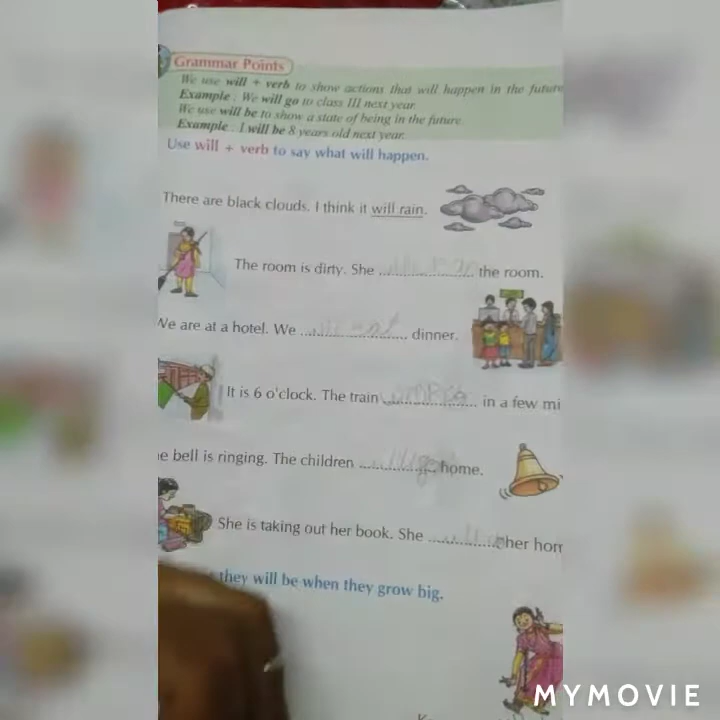 Grammar Points
We use will + verb to show actions that will happen in the future
Example : We will go to class III next year.
We use will be to show a state of being in the future.
Example : I will be 8 years old next year.
Use will + verb to say what will happen.
There are black clouds. I think it will rain.
The room is dirty. She .................... the room.
We are at a hotel. We .................... dinner.
It is 6 o'clock. The train .................... in a few mi
e bell is ringing. The children .................... home.
She is taking out her book. She .................... her hom
they will be when they grow big.
MYMOVIE